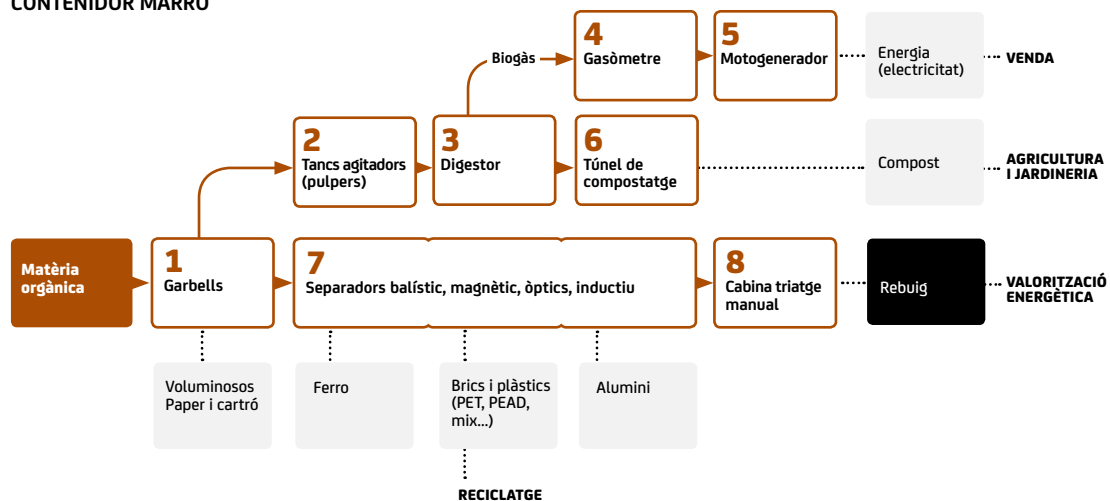 CONTENIDOR MARRÓ
4
Gasòmetre
5
Motogenerador
Biogàs
Energia
(electricitat)
VENDA
2
Tancs agitadors
(pulpers)
3
Digestor
6
Túnel de
compostatge
Compost
AGRICULTURA
I JARDINERIA
Matèria
orgànica
1
Garbells
7
Separadors balístic, magnètic, òptics, inductiu
8
Cabina triatge
manual
Rebuig
VALORITZACIÓ
ENERGÈTICA
Voluminosos
Paper i cartró
Ferro
Brics i plàstics
(PET, PEAD,
mix...)
Alumini
RECICLATGE